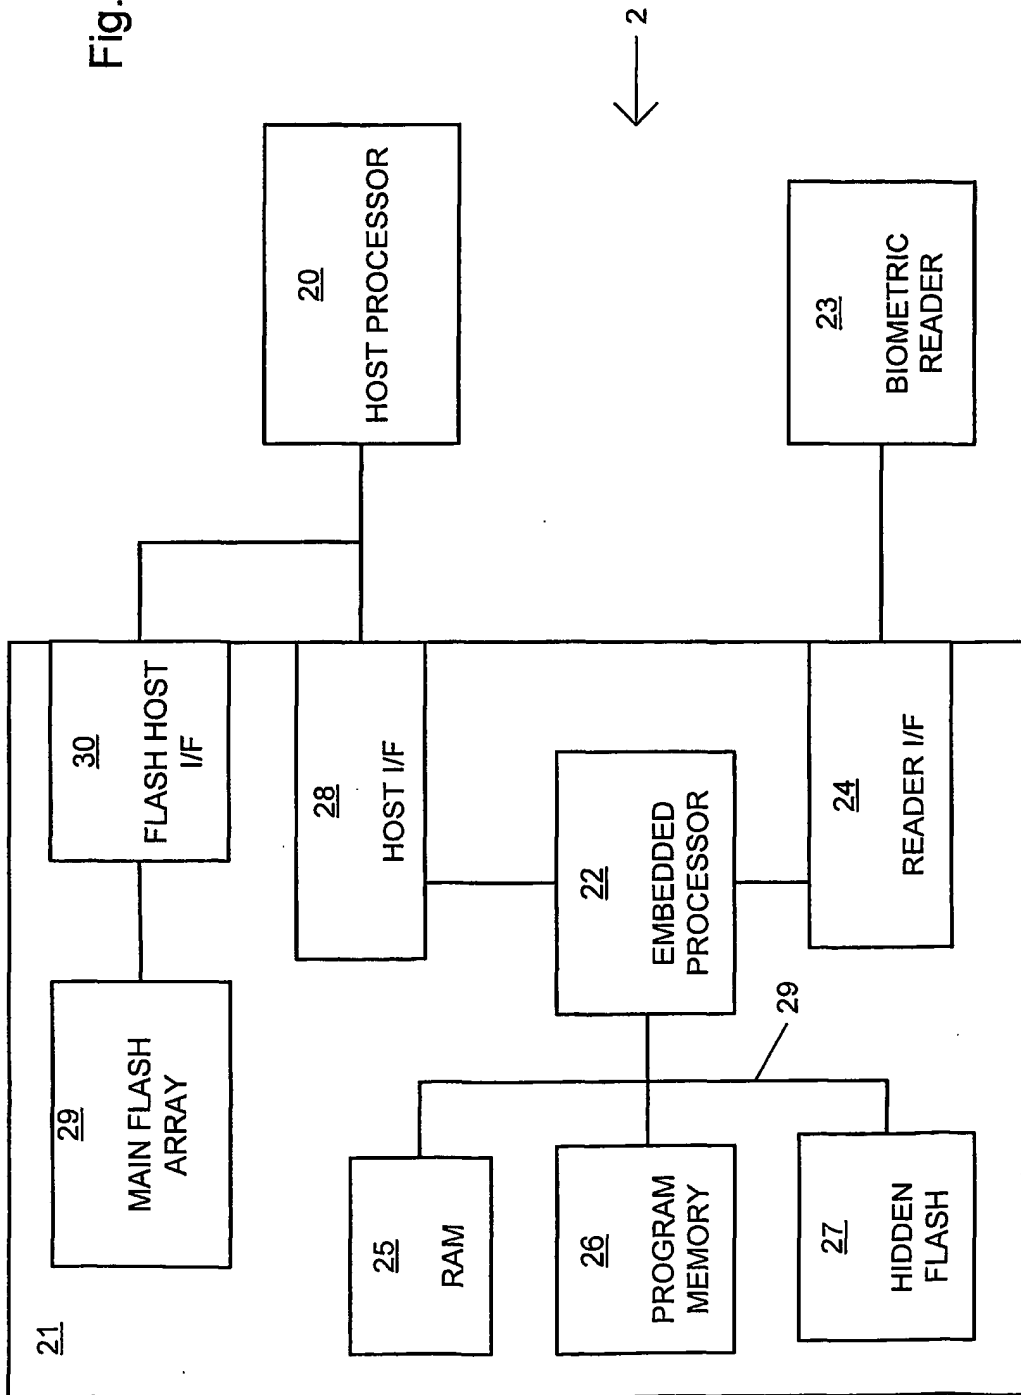 Fig.
21
29
MAIN FLASH
ARRAY
30
FLASH HOST
I/F
20
HOST PROCESSOR
28
HOST I/F
25
RAM
26
PROGRAM
MEMORY
22
EMBEDDED
PROCESSOR
2
27
HIDDEN
FLASH
29
24
READER I/F
23
BIOMETRIC
READER